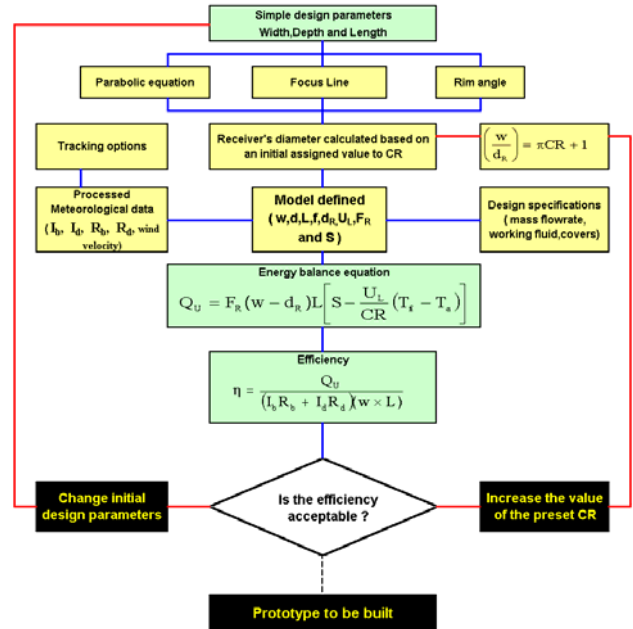 Simple design parameters
Width,Depth and Length
Parabolic equation
Focus Line
Rim angle
Tracking options
Receiver's diameter calculated based on
an initial assigned value to CR
(w/d_R) = πCR + 1
Processed
Meteorological data
(I_b, I_d, R_b, R_d, wind
velocity)
Model defined
( w,d,L,f,d_R,U_L,F_R
and S )
Design specifications
( mass flowrate,
working fluid,covers)
Energy balance equation
Q_U = F_R(w − d_R)L[S − U_L/CR (T_f − T_a)]
Efficiency
η = Q_U/((I_bR_b + I_dR_d)(w × L))
Change initial
design parameters
Is the efficiency
acceptable ?
Increase the value
of the preset CR
Prototype to be built